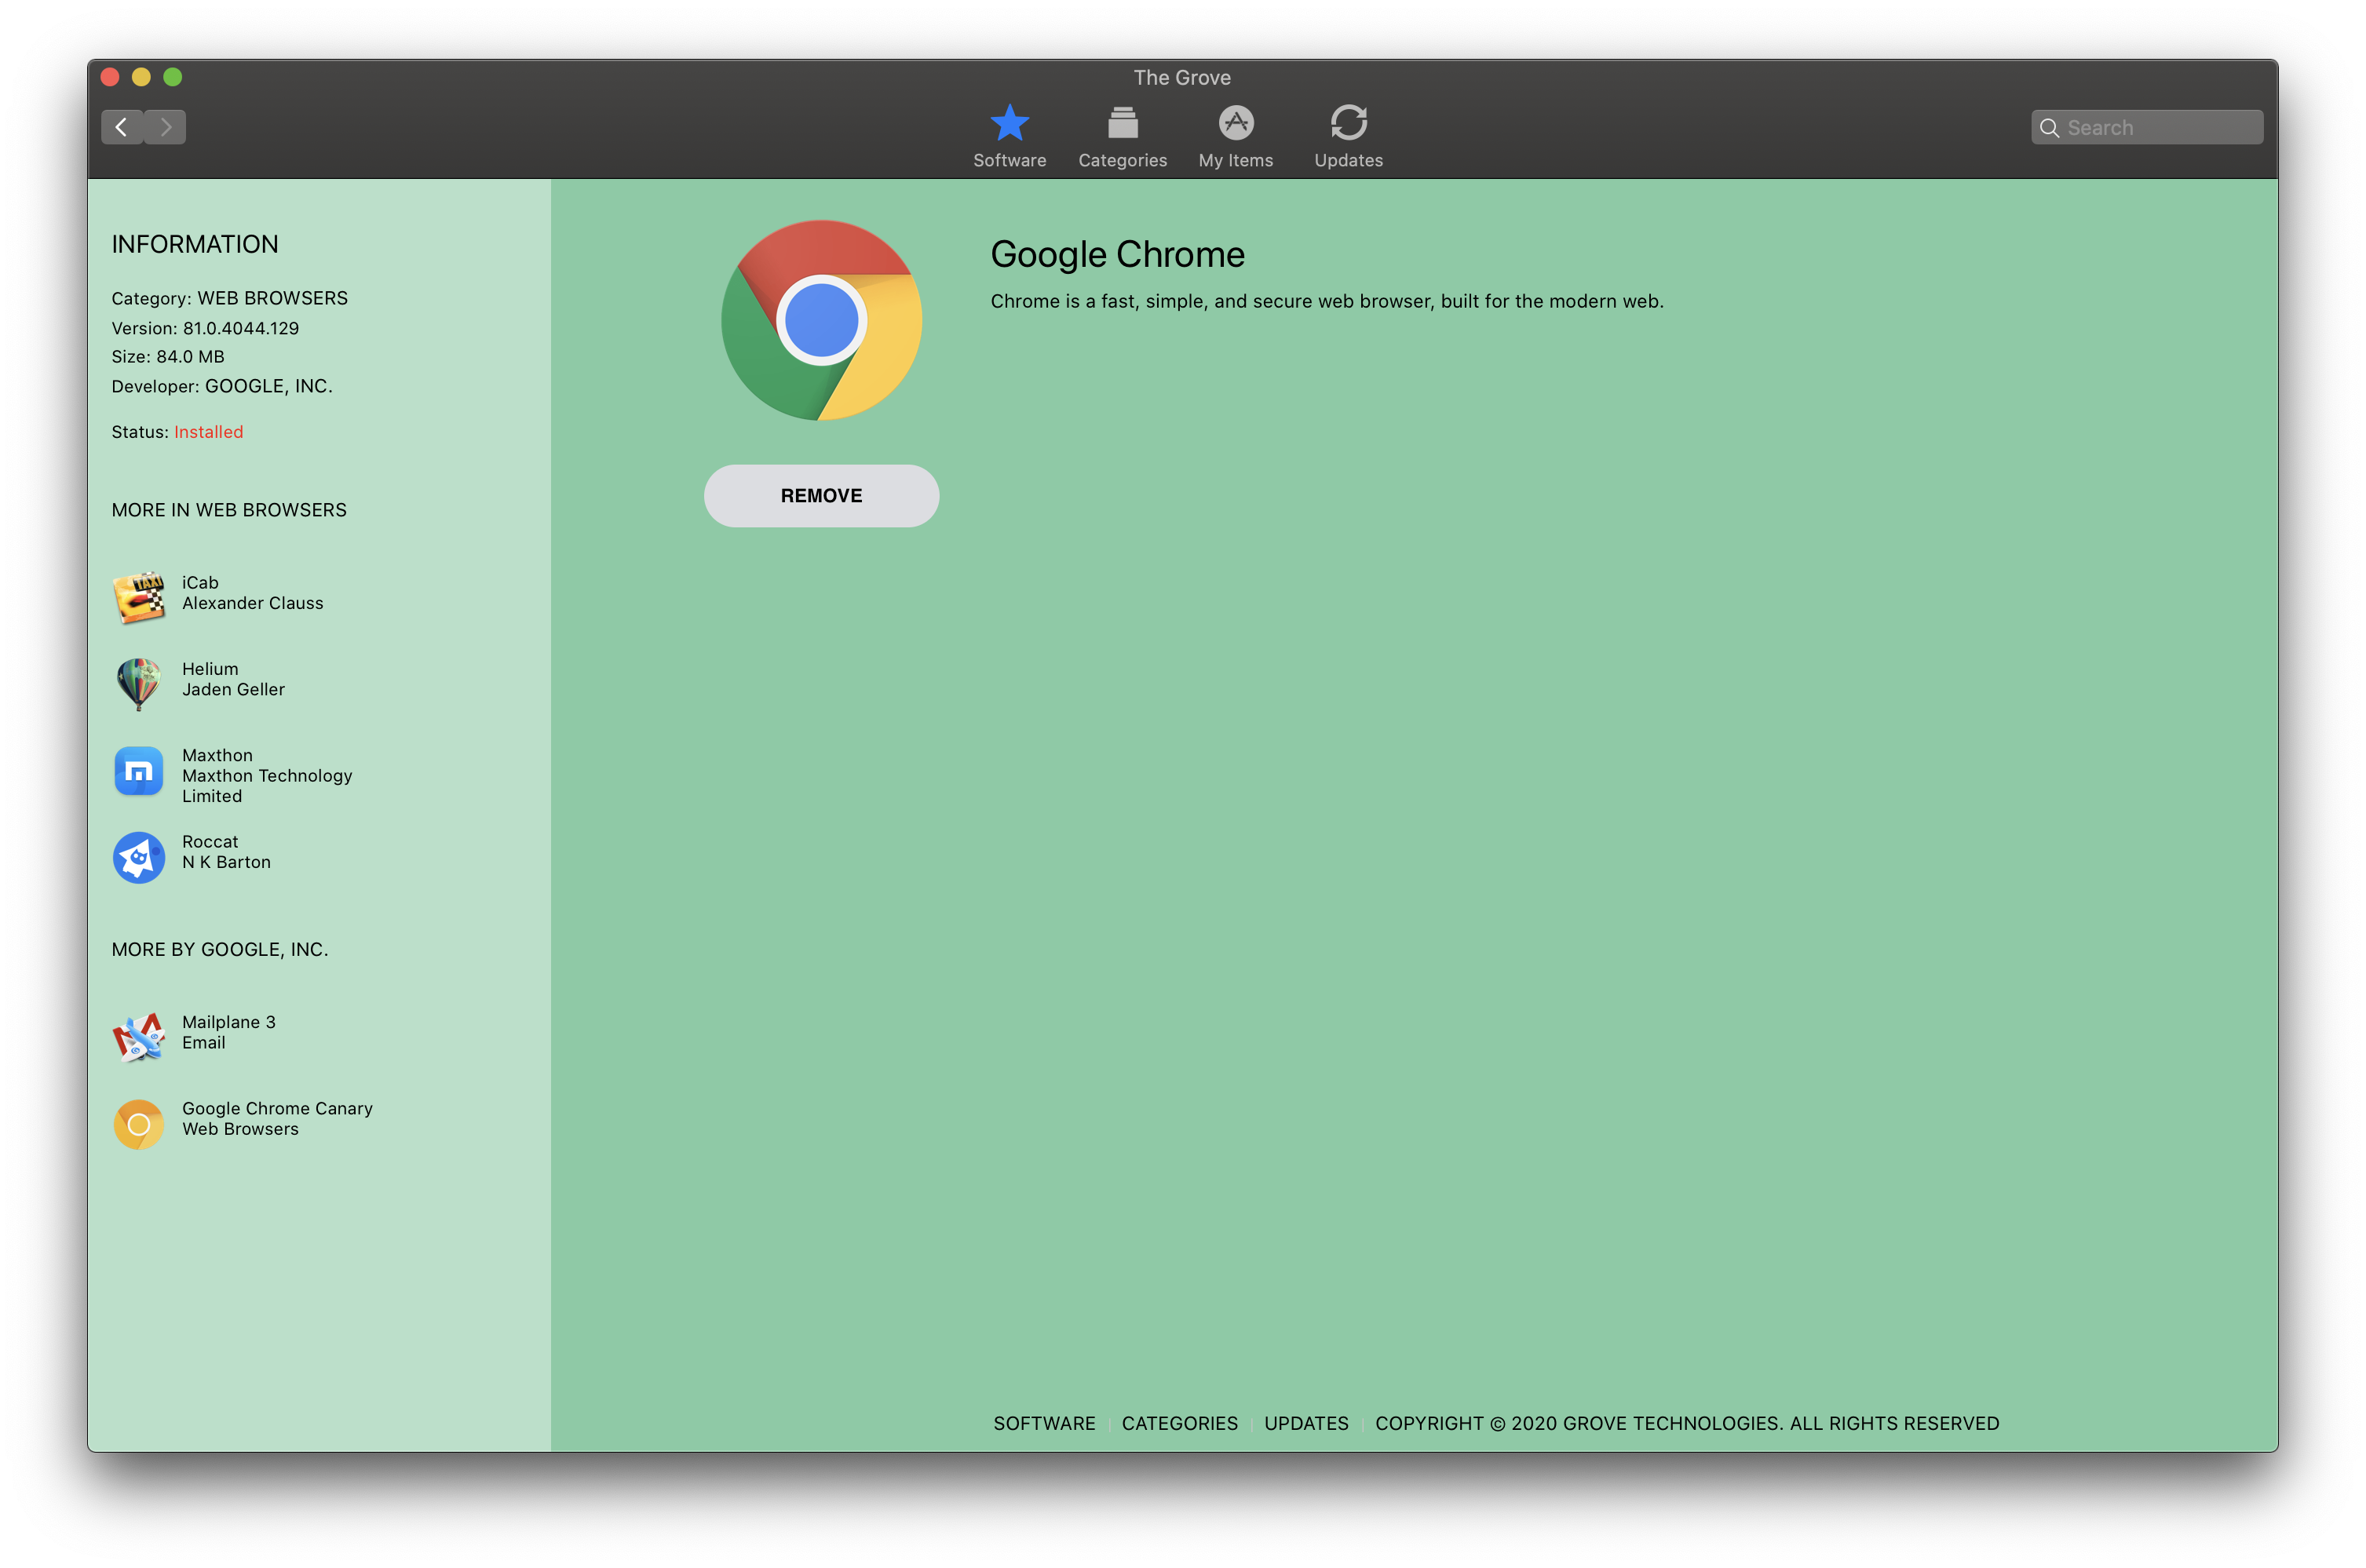 The Grove
Software
Categories
My Items
Updates
Search
INFORMATION
Category: WEB BROWSERS
Version: 81.0.4044.129
Size: 84.0 MB
Developer: GOOGLE, INC.
Status: Installed
MORE IN WEB BROWSERS
TAXI
iCab
Alexander Clauss
Helium
Jaden Geller
Maxthon
Maxthon Technology
Limited
Roccat
N K Barton
MORE BY GOOGLE, INC.
Mailplane 3
Email
Google Chrome Canary
Web Browsers
Google Chrome
Chrome is a fast, simple, and secure web browser, built for the modern web.
REMOVE
SOFTWARE | CATEGORIES | UPDATES | COPYRIGHT © 2020 GROVE TECHNOLOGIES. ALL RIGHTS RESERVED